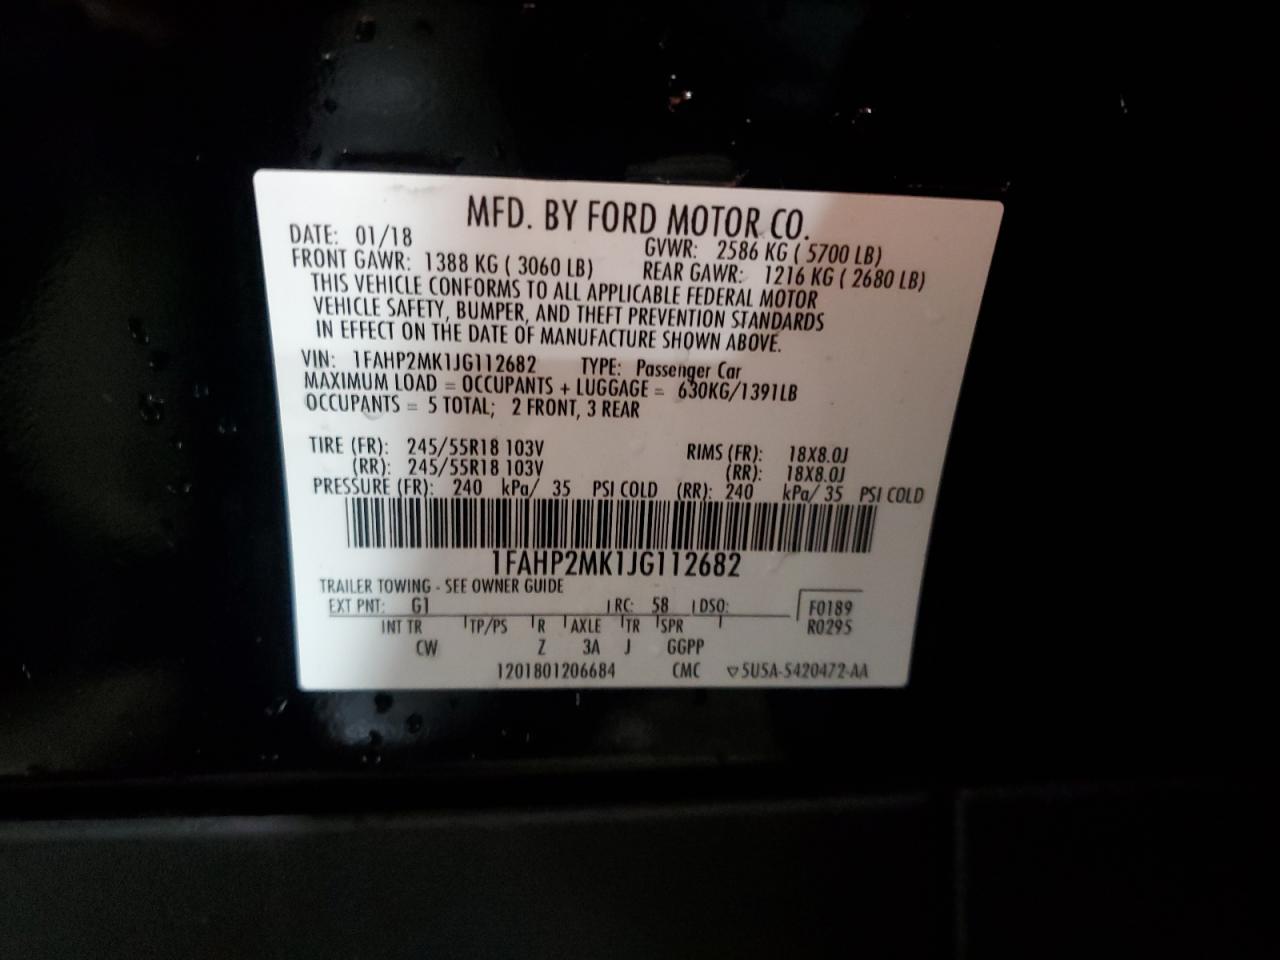 MFD. BY FORD MOTOR CO.
DATE: 01/18 GVWR: 2586 KG ( 5700 LB)
FRONT GAWR: 1388 KG ( 3060 LB) REAR GAWR: 1216 KG ( 2680 LB)
THIS VEHICLE CONFORMS TO ALL APPLICABLE FEDERAL MOTOR
VEHICLE SAFETY, BUMPER, AND THEFT PREVENTION STANDARDS
IN EFFECT ON THE DATE OF MANUFACTURE SHOWN ABOVE.
VIN: 1FAHP2MK1JG112682 TYPE: Passenger Car
MAXIMUM LOAD = OCCUPANTS + LUGGAGE = 630KG/1391LB
OCCUPANTS = 5 TOTAL; 2 FRONT, 3 REAR
TIRE (FR): 245/55R18 103V RIMS (FR): 18X8.0J
(RR): 245/55R18 103V (RR): 18X8.0J
PRESSURE (FR): 240 kPa/ 35 PSI COLD (RR): 240 kPa/ 35 PSI COLD
1FAHP2MK1JG112682
TRAILER TOWING - SEE OWNER GUIDE
EXT PNT: G1 RC: 58 DSO: F0189
INT TR TP/PS R AXLE TR SPR R0295
CW Z 3A J GGPP
1201801206684 CMC ▽5U5A-5420472-AA